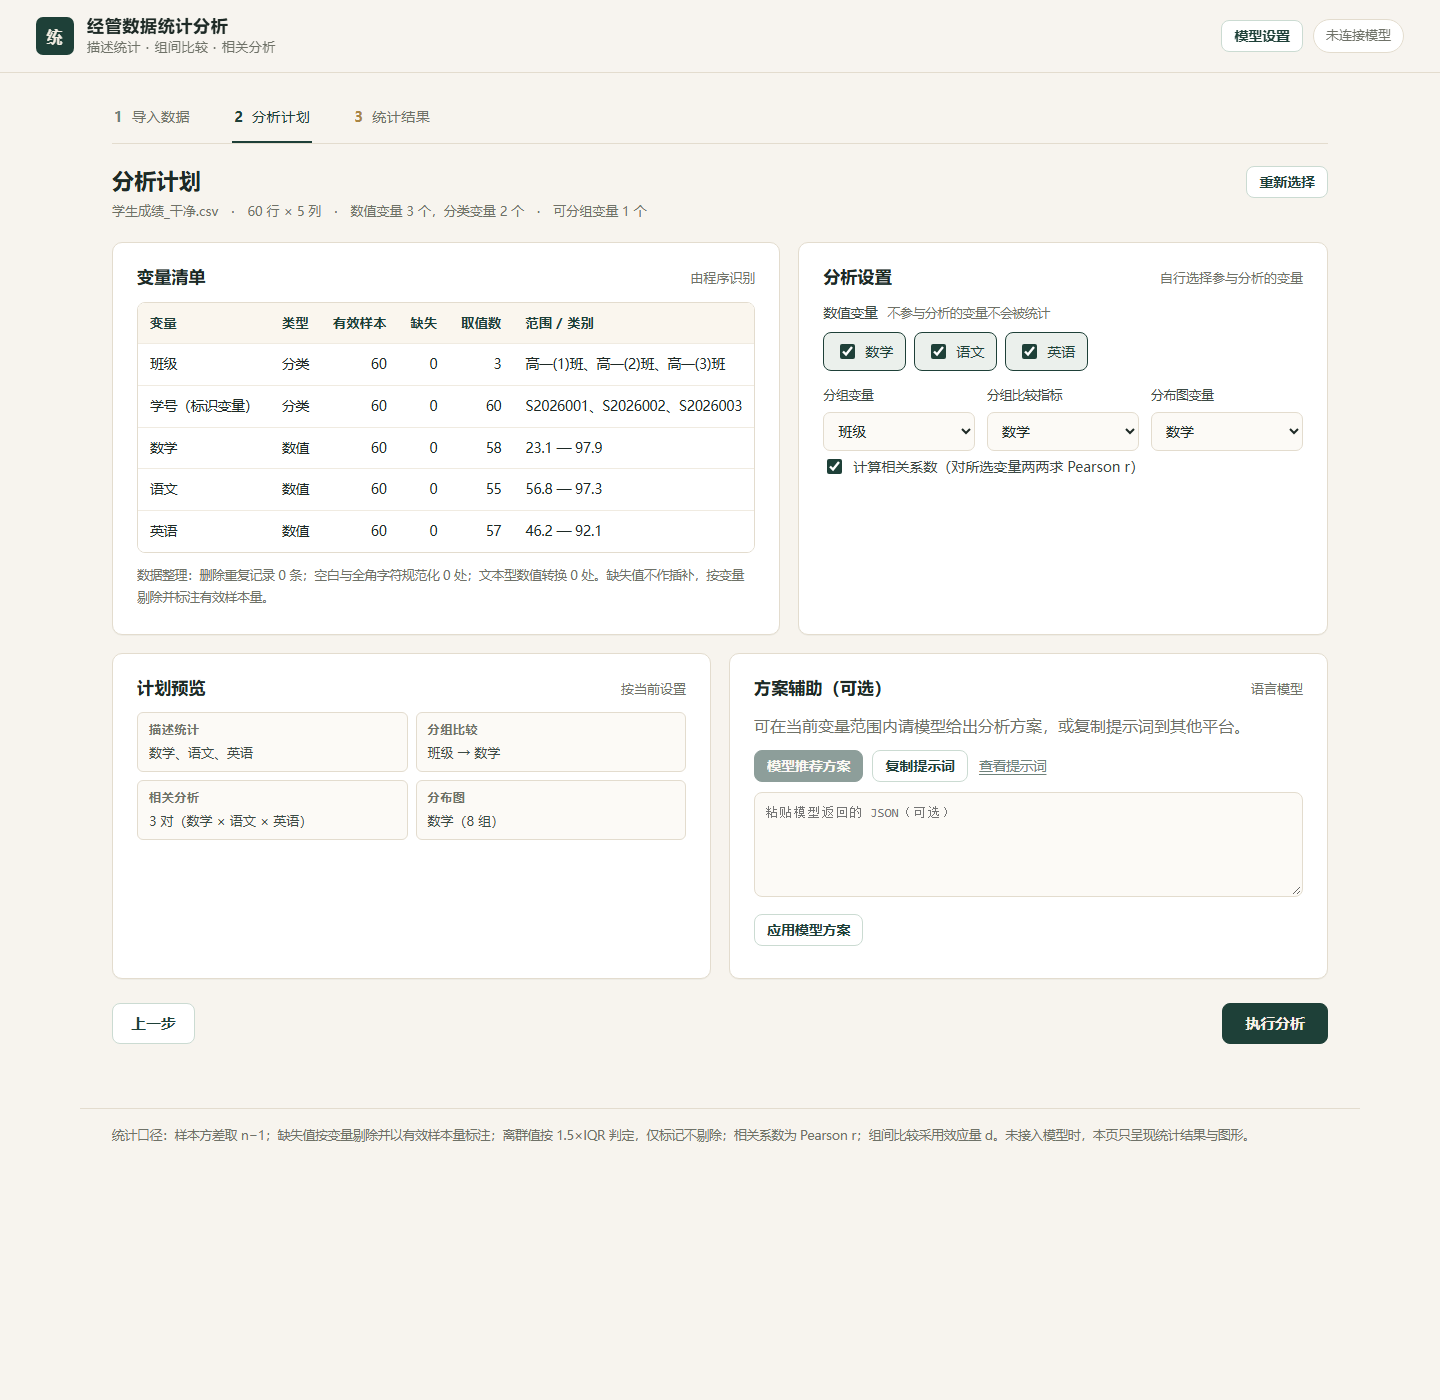 统
经管数据统计分析
描述统计 · 组间比较 · 相关分析
模型设置
未连接模型
1 导入数据
2 分析计划
3 统计结果
分析计划
学生成绩_干净.csv · 60 行 × 5 列 · 数值变量 3 个，分类变量 2 个 · 可分组变量 1 个
重新选择
变量清单
由程序识别
变量 类型 有效样本 缺失 取值数 范围 / 类别
班级 分类 60 0 3 高一(1)班、高一(2)班、高一(3)班
学号（标识变量） 分类 60 0 60 S2026001、S2026002、S2026003
数学 数值 60 0 58 23.1 — 97.9
语文 数值 60 0 55 56.8 — 97.3
英语 数值 60 0 57 46.2 — 92.1
数据整理：删除重复记录 0 条；空白与全角字符规范化 0 处；文本型数值转换 0 处。缺失值不作插补，按变量
剔除并标注有效样本量。
分析设置
自行选择参与分析的变量
数值变量 不参与分析的变量不会被统计
数学 语文 英语
分组变量 分组比较指标 分布图变量
班级 数学 数学
计算相关系数（对所选变量两两求 Pearson r）
计划预览
按当前设置
描述统计
数学、语文、英语
分组比较
班级 → 数学
相关分析
3 对（数学 × 语文 × 英语）
分布图
数学（8 组）
方案辅助（可选）
语言模型
可在当前变量范围内请模型给出分析方案，或复制提示词到其他平台。
模型推荐方案 复制提示词 查看提示词
粘贴模型返回的 JSON（可选）
应用模型方案
上一步
执行分析
统计口径：样本方差取 n−1；缺失值按变量剔除并以有效样本量标注；离群值按 1.5×IQR 判定，仅标记不剔除；相关系数为 Pearson r；组间比较采用效应量 d。未接入模型时，本页只呈现统计结果与图形。